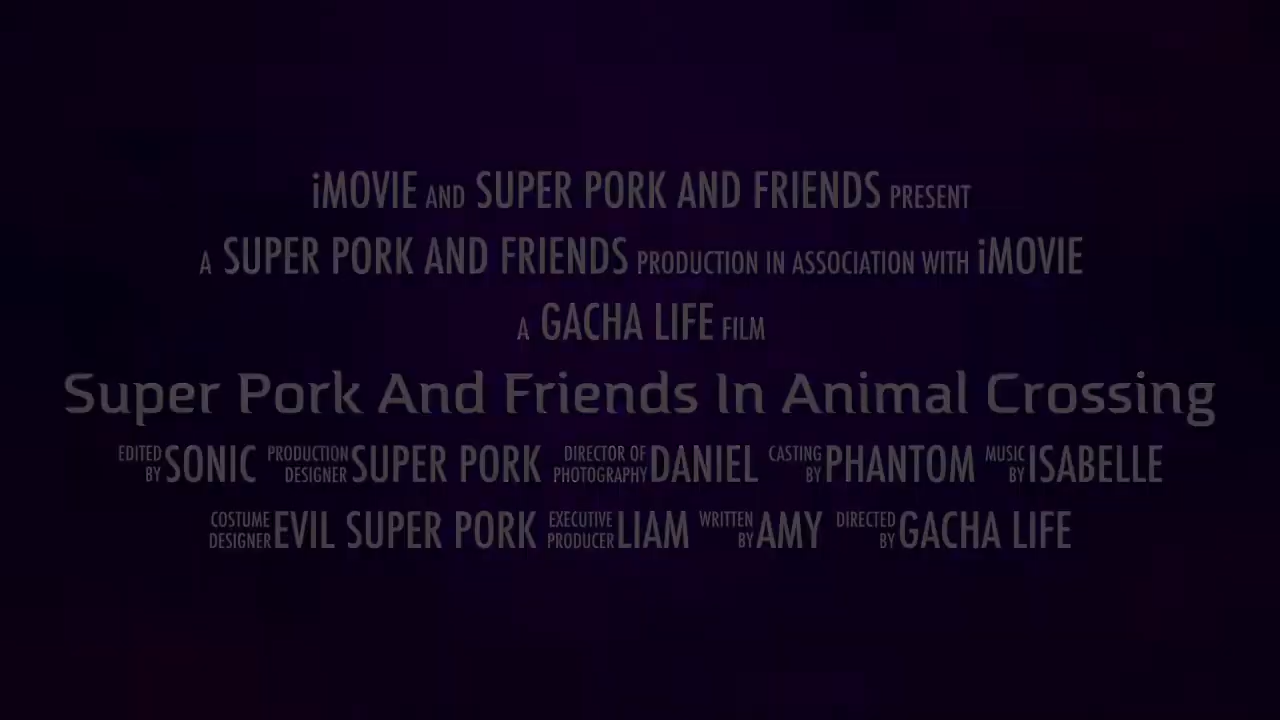 iMOVIE AND SUPER PORK AND FRIENDS PRESENT
A SUPER PORK AND FRIENDS PRODUCTION IN ASSOCIATION WITH iMOVIE
A GACHA LIFE FILM
Super Pork And Friends In Animal Crossing
EDITED BY SONIC PRODUCTION DESIGNER SUPER PORK DIRECTOR OF PHOTOGRAPHY DANIEL CASTING BY PHANTOM MUSIC BY ISABELLE
COSTUME DESIGNER EVIL SUPER PORK EXECUTIVE PRODUCER LIAM WRITTEN BY AMY DIRECTED BY GACHA LIFE